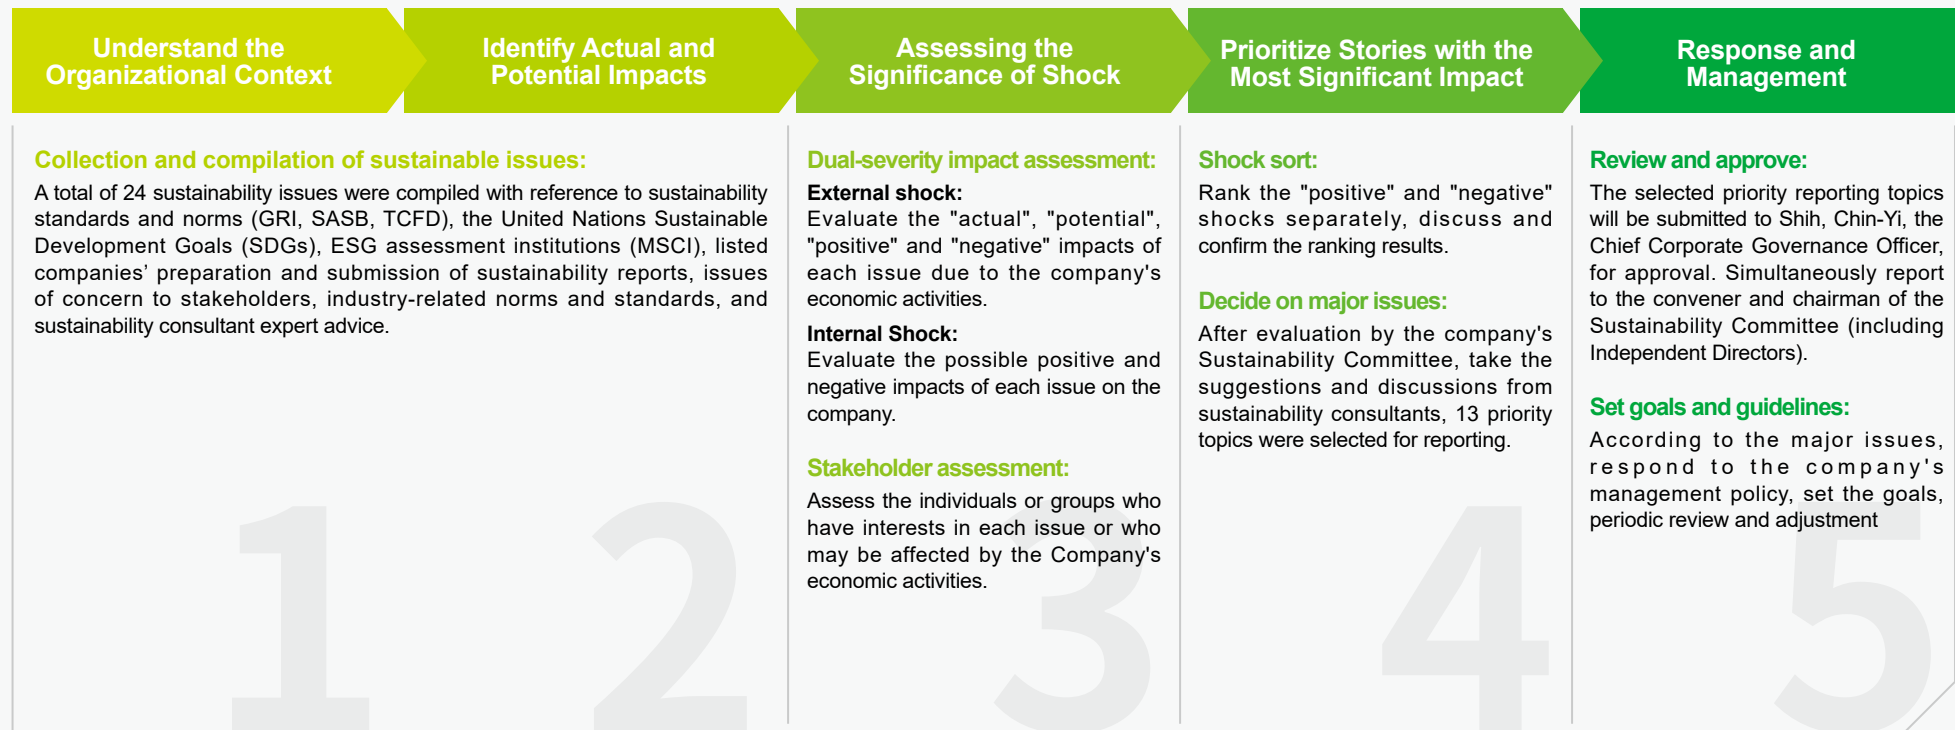 Understand the
Organizational Context
Identify Actual and
Potential Impacts
Assessing the
Significance of Shock
Prioritize Stories with the
Most Significant Impact
Response and
Management
Collection and compilation of sustainable issues:
A total of 24 sustainability issues were compiled with reference to sustainability
standards and norms (GRI, SASB, TCFD), the United Nations Sustainable
Development Goals (SDGs), ESG assessment institutions (MSCI), listed
companies’ preparation and submission of sustainability reports, issues
of concern to stakeholders, industry-related norms and standards, and
sustainability consultant expert advice.
1
2
Dual-severity impact assessment:
External shock:
Evaluate the "actual", "potential",
"positive" and "negative" impacts of
each issue due to the company's
economic activities.
Internal Shock:
Evaluate the possible positive and
negative impacts of each issue on the
company.
Stakeholder assessment:
Assess the individuals or groups who
have interests in each issue or who
may be affected by the Company's
economic activities.
3
Shock sort:
Rank the "positive" and "negative"
shocks separately, discuss and
confirm the ranking results.
Decide on major issues:
After evaluation by the company's
Sustainability Committee, take the
suggestions and discussions from
sustainability consultants, 13 priority
topics were selected for reporting.
4
Review and approve:
The selected priority reporting topics
will be submitted to Shih, Chin-Yi, the
Chief Corporate Governance Officer,
for approval. Simultaneously report
to the convener and chairman of the
Sustainability Committee (including
Independent Directors).
Set goals and guidelines:
According to the major issues,
respond to the company's
management policy, set the goals,
periodic review and adjustment
5